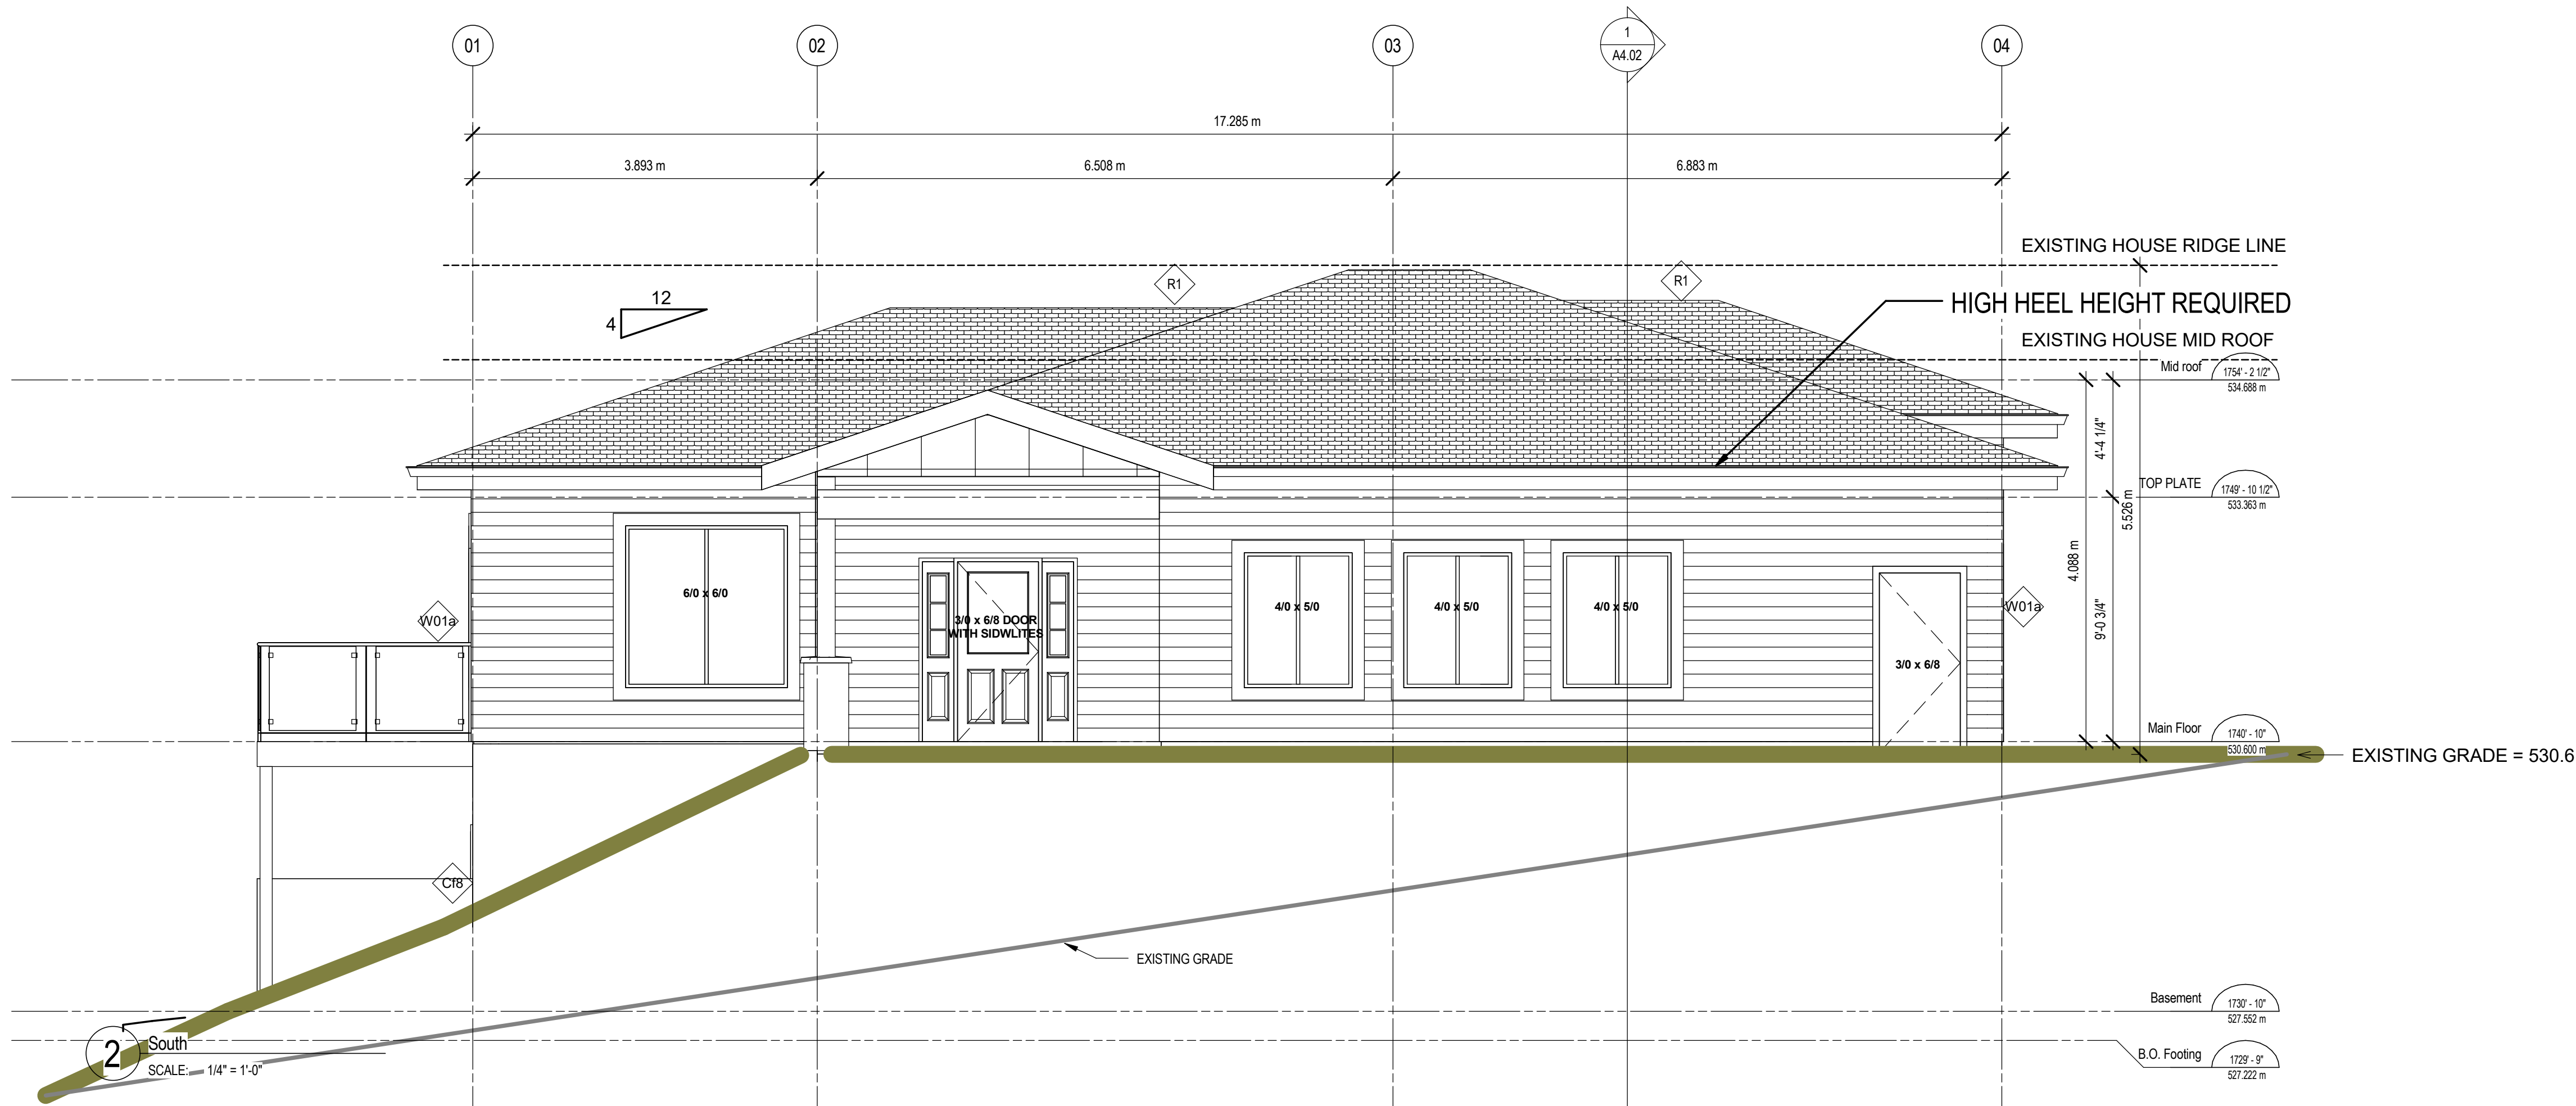 01
02
03
1
A4.02
04
17.285 m
3.893 m
6.508 m
6.883 m
EXISTING HOUSE RIDGE LINE
R1
R1
12
4
HIGH HEEL HEIGHT REQUIRED
EXISTING HOUSE MID ROOF
Mid roof
1754' - 2 1/2"
534.688 m
4'-4 1/4"
TOP PLATE
1749' - 10 1/2"
533.363 m
5.526 m
4.088 m
9'-0 3/4"
6/0 x 6/0
3/0 x 6/8 DOOR
WITH SIDWLITES
4/0 x 5/0
4/0 x 5/0
4/0 x 5/0
3/0 x 6/8
W01a
W01a
Main Floor
1740' - 10"
530.600 m
EXISTING GRADE = 530.6
Cf8
EXISTING GRADE
Basement
1730' - 10"
527.552 m
B.O. Footing
1729' - 9"
527.222 m
2
South
SCALE: 1/4" = 1'-0"